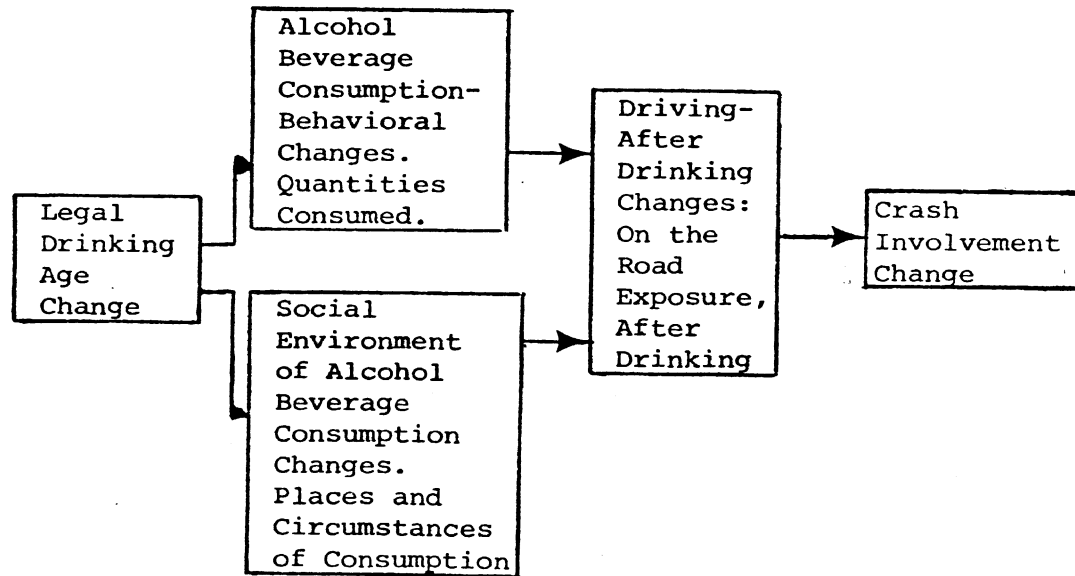 Legal
Drinking
Age
Change
Alcohol
Beverage
Consumption-
Behavioral
Changes.
Quantities
Consumed.
Social
Environment
of Alcohol
Beverage
Consumption
Changes.
Places and
Circumstances
of Consumption
Driving-
After
Drinking
Changes:
On the
Road
Exposure,
After
Drinking
Crash
Involvement
Change